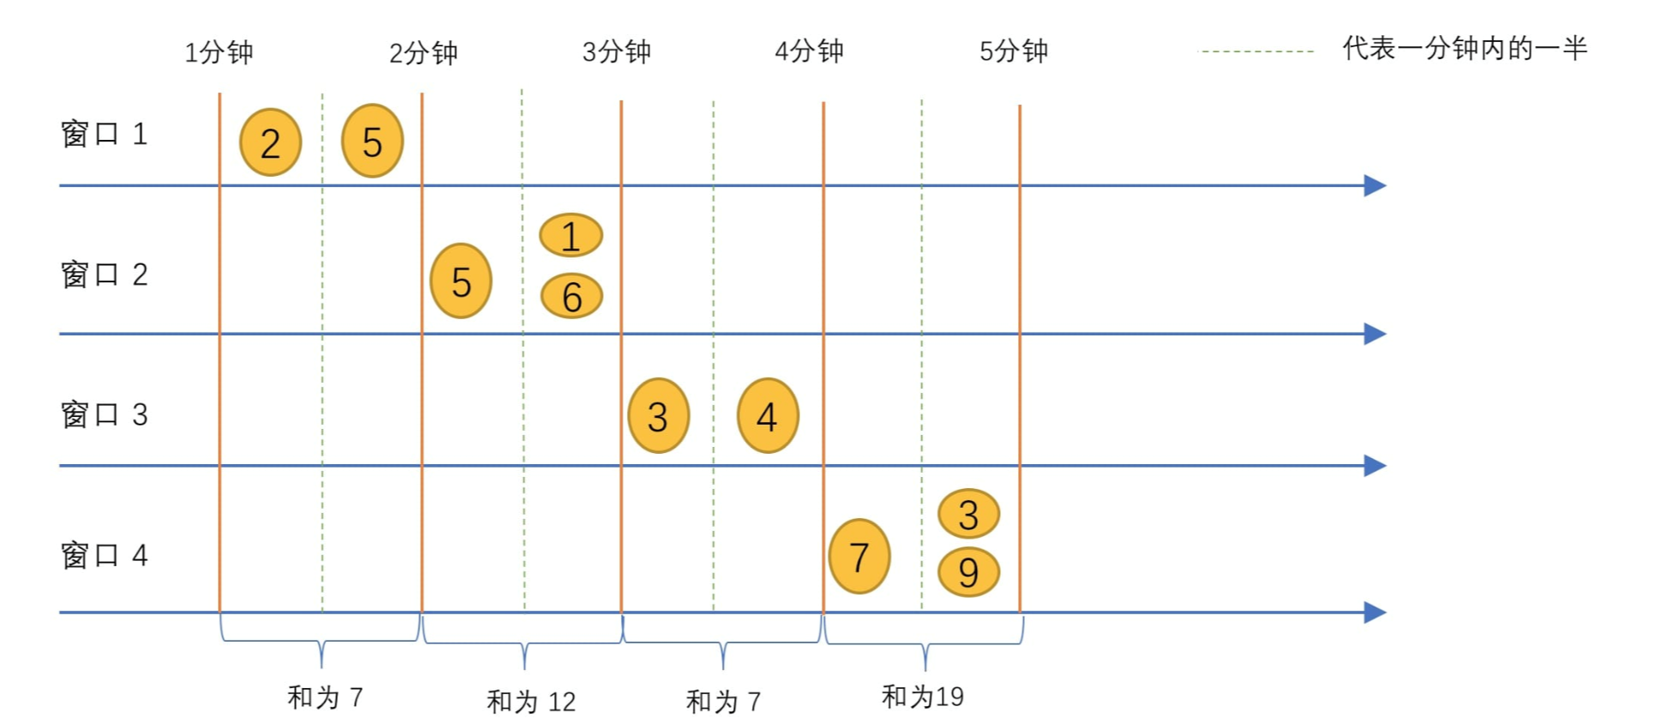 1分钟 2分钟 3分钟 4分钟 5分钟 代表一分钟内的一半
窗口 1 2 5
窗口 2 5 1 6
窗口 3 3 4
窗口 4 7 3 9
和为 7 和为 12 和为 7 和为19